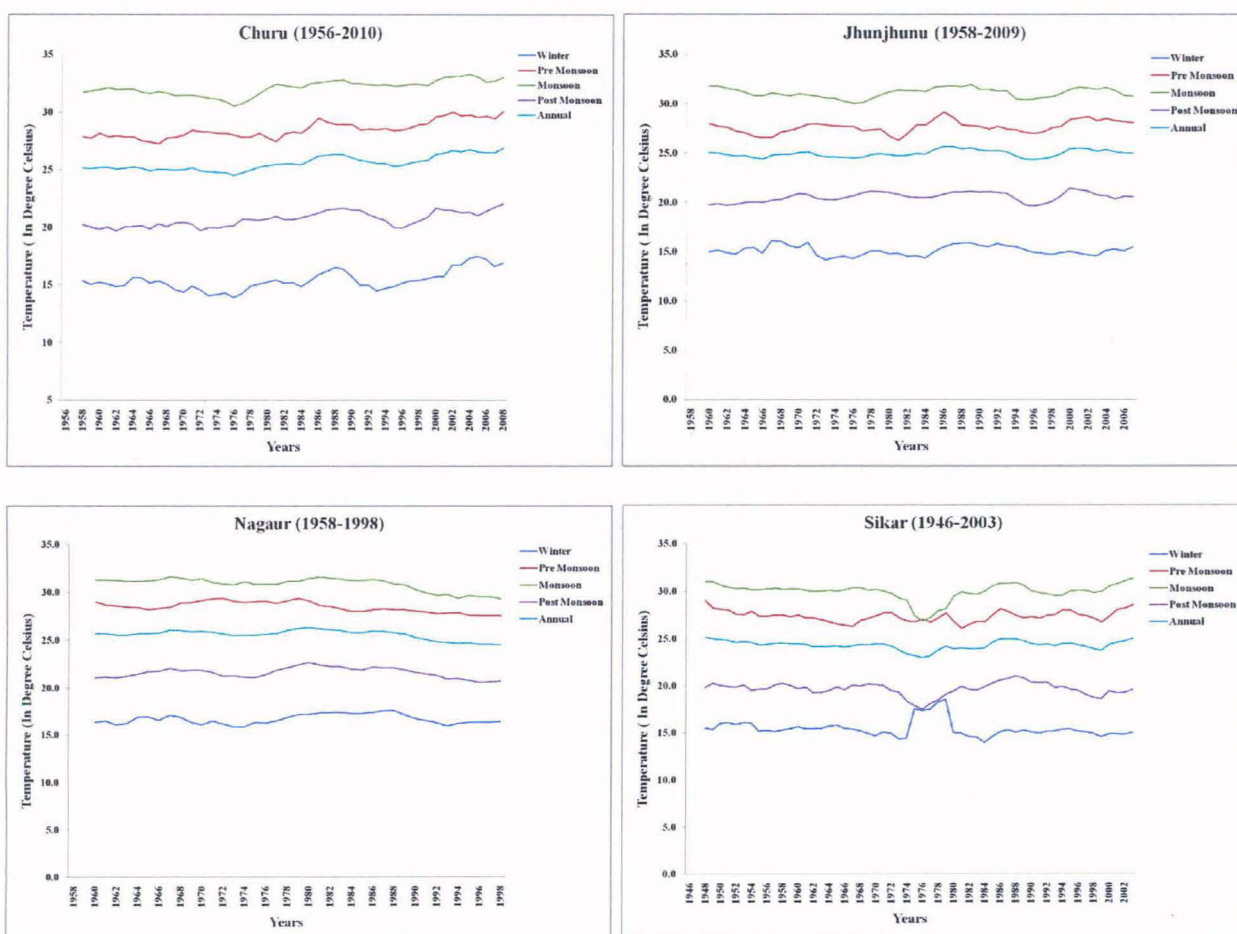 Churu (1956-2010)
35
30
25
20
15
10
5
Temperature ( In Degree Celsius)
1956 1958 1960 1962 1964 1966 1968 1970 1972 1974 1976 1978 1980 1982 1984 1986 1988 1990 1992 1994 1996 1998 2000 2002 2004 2006 2008
Years
Winter
Pre Monsoon
Monsoon
Post Monsoon
Annual
Jhunjhunu (1958-2009)
35.0
30.0
25.0
20.0
15.0
10.0
5.0
0.0
Temperature ( In Degree Celsius)
1958 1960 1962 1964 1966 1968 1970 1972 1974 1976 1978 1980 1982 1984 1986 1988 1990 1992 1994 1996 1998 2000 2002 2004 2006
Years
Winter
Pre Monsoon
Monsoon
Post Monsoon
Annual
Nagaur (1958-1998)
35.0
30.0
25.0
20.0
15.0
10.0
5.0
0.0
Temperature (In Degree Celsius)
1958 1960 1962 1964 1966 1968 1970 1972 1974 1976 1978 1980 1982 1984 1986 1988 1990 1992 1994 1996 1998
Years
Winter
Pre Monsoon
Monsoon
Post Monsoon
Annual
Sikar (1946-2003)
35.0
30.0
25.0
20.0
15.0
10.0
5.0
0.0
Temperature ( In Degree Celsius)
1946 1948 1950 1952 1954 1956 1958 1960 1962 1964 1966 1968 1970 1972 1974 1976 1978 1980 1982 1984 1986 1988 1990 1992 1994 1996 1998 2000 2002
Years
Winter
Pre Monsoon
Monsoon
Post Monsoon
Annual